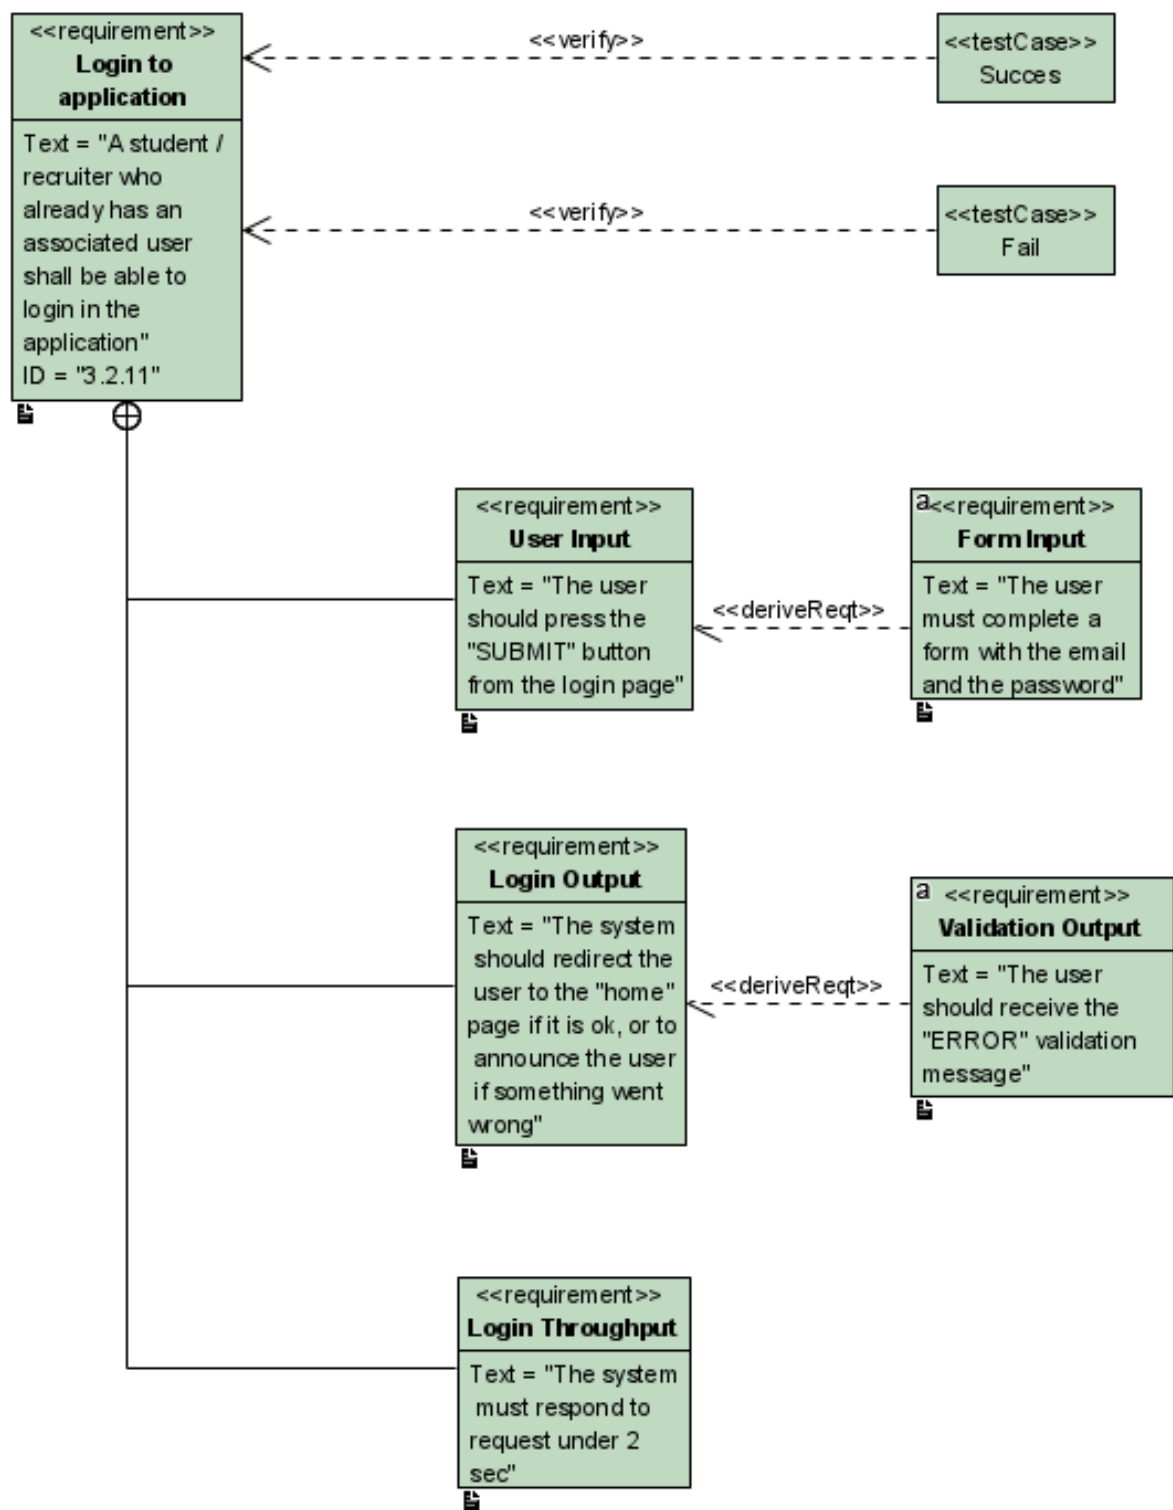 <<requirement>>
Login to
application
Text = "A student /
recruiter who
already has an
associated user
shall be able to
login in the
application"
ID = "3.2.11"
<<verify>>
<<testCase>>
Succes
<<verify>>
<<testCase>>
Fail
<<requirement>>
User Input
Text = "The user
should press the
"SUBMIT" button
from the login page"
<<deriveReqt>>
a
<<requirement>>
Form Input
Text = "The user
must complete a
form with the email
and the password"
<<requirement>>
Login Output
Text = "The system
should redirect the
user to the "home"
page if it is ok, or to
announce the user
if something went
wrong"
<<deriveReqt>>
a
<<requirement>>
Validation Output
Text = "The user
should receive the
"ERROR" validation
message"
<<requirement>>
Login Throughput
Text = "The system
must respond to
request under 2
sec"